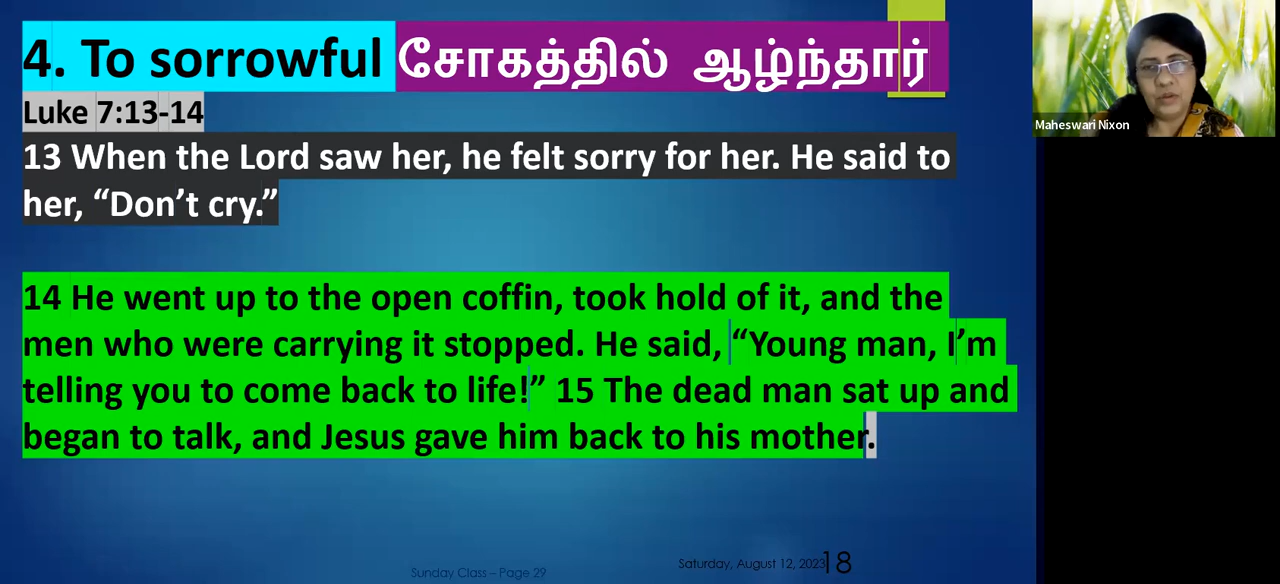 4. To sorrowful சோகத்தில் ஆழ்ந்தார்
Luke 7:13-14
13 When the Lord saw her, he felt sorry for her. He said to
her, “Don’t cry.”
14 He went up to the open coffin, took hold of it, and the
men who were carrying it stopped. He said, “Young man, I’m
telling you to come back to life!” 15 The dead man sat up and
began to talk, and Jesus gave him back to his mother.
Sunday Class – Page 29
Saturday, August 12, 2023
18
Maheswari Nixon